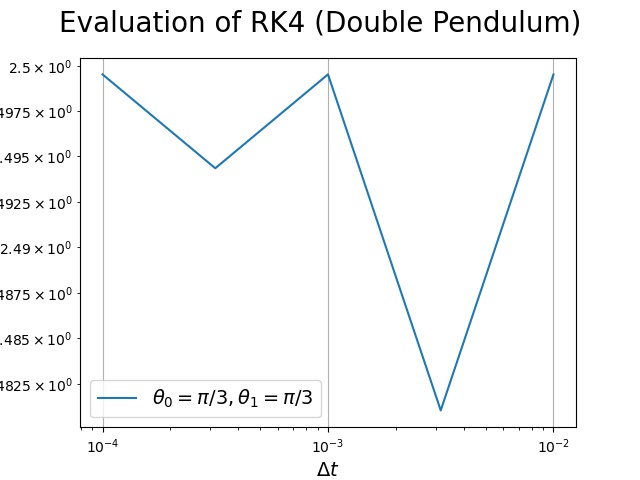 Evaluation of RK4 (Double Pendulum)
2.5 × 10⁰
4975 × 10⁰
.495 × 10⁰
4925 × 10⁰
2.49 × 10⁰
4875 × 10⁰
.485 × 10⁰
4825 × 10⁰
θ₀ = π/3, θ₁ = π/3
10⁻⁴ 10⁻³ 10⁻²
Δt